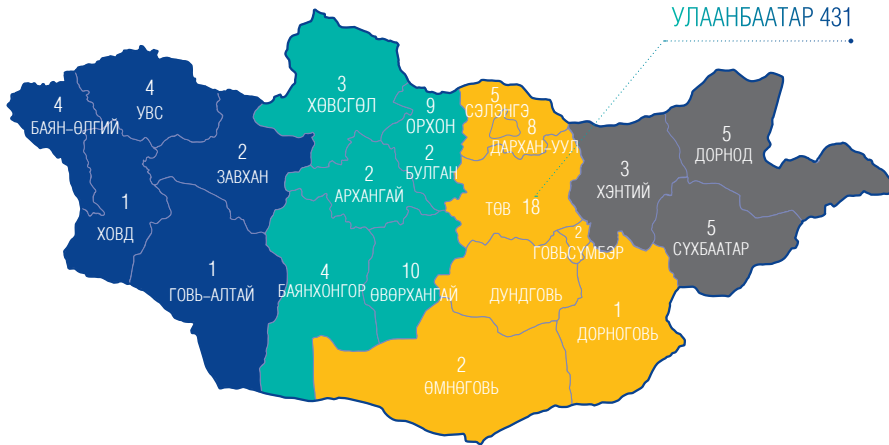 УЛААНБААТАР 431
4
УВС
4
БАЯН-ӨЛГИЙ
2
ЗАВХАН
1
ХОВД
1
ГОВЬ-АЛТАЙ
3
ХӨВСГӨЛ
9
ОРХОН
2
БУЛГАН
2
АРХАНГАЙ
4
БАЯНХОНГОР
10
ӨВӨРХАНГАЙ
5
СЭЛЭНГЭ
8
ДАРХАН-УУЛ
ТӨВ 18
2
ГОВЬСҮМБЭР
ДУНДГОВЬ
1
ДОРНОГОВЬ
2
ӨМНӨГОВЬ
3
ХЭНТИЙ
5
ДОРНОД
5
СҮХБААТАР